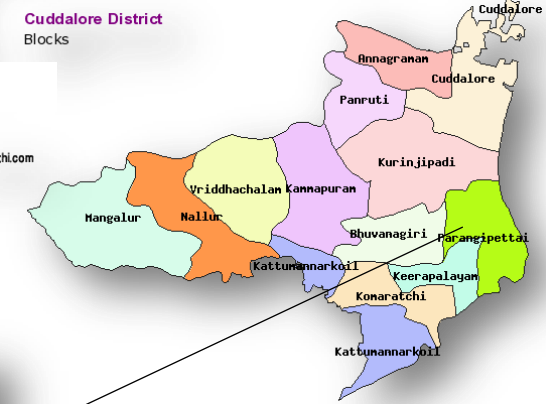 Cuddalore District
Blocks
Cuddalore
Annagramam
Cuddalore
Panruti
thi.com
Kurinjipadi
Vriddhachalam
Kammapuram
Mangalur
Nallur
Bhuvanagiri
Parangipettai
Kattumannarkoil
Keerapalayam
Komaratchi
Kattumannarkoil